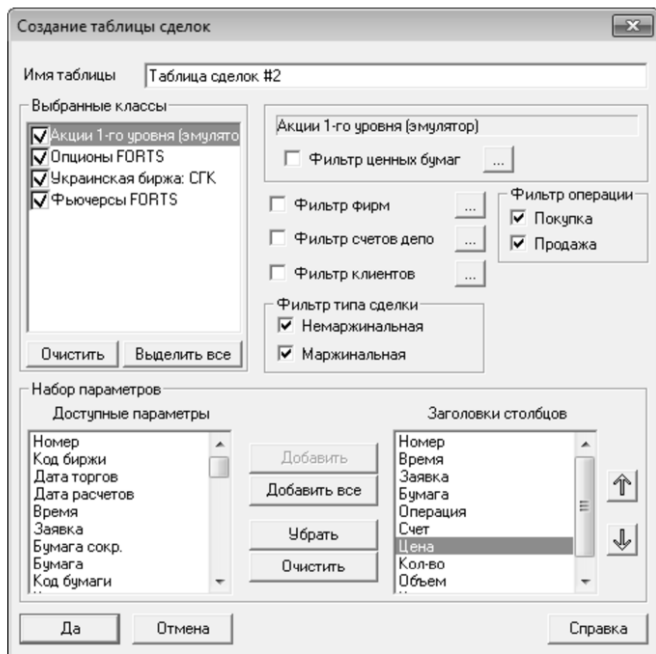 Создание таблицы сделок
Имя таблицы
Таблица сделок #2
Выбранные классы
Акции 1-го уровня (эмулято
Опционы FORTS
Украинская биржа: СГК
Фьючерсы FORTS
Очистить
Выделить все
Акции 1-го уровня (эмулятор)
Фильтр ценных бумаг
...
Фильтр фирм
...
Фильтр счетов депо
...
Фильтр клиентов
...
Фильтр операции
Покупка
Продажа
Фильтр типа сделки
Немаржинальная
Маржинальная
Набор параметров
Доступные параметры
Номер
Код биржи
Дата торгов
Дата расчетов
Время
Заявка
Бумага сокр.
Бумага
Код бумаги
Добавить
Добавить все
Убрать
Очистить
Заголовки столбцов
Номер
Время
Заявка
Бумага
Операция
Счет
Цена
Кол-во
Объем
Да
Отмена
Справка